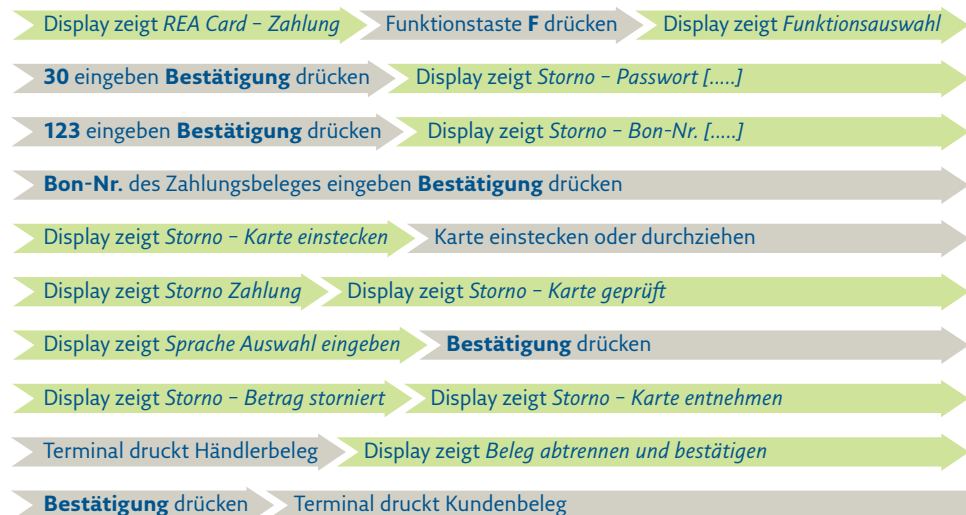 Display zeigt REA Card – Zahlung Funktionstaste F drücken Display zeigt Funktionsauswahl
30 eingeben Bestätigung drücken Display zeigt Storno – Passwort [.....]
123 eingeben Bestätigung drücken Display zeigt Storno – Bon-Nr. [.....]
Bon-Nr. des Zahlungsbeleges eingeben Bestätigung drücken
Display zeigt Storno – Karte einstecken Karte einstecken oder durchziehen
Display zeigt Storno Zahlung Display zeigt Storno – Karte geprüft
Display zeigt Sprache Auswahl eingeben Bestätigung drücken
Display zeigt Storno – Betrag storniert Display zeigt Storno – Karte entnehmen
Terminal druckt Händlerbeleg Display zeigt Beleg abtrennen und bestätigen
Bestätigung drücken Terminal druckt Kundenbeleg